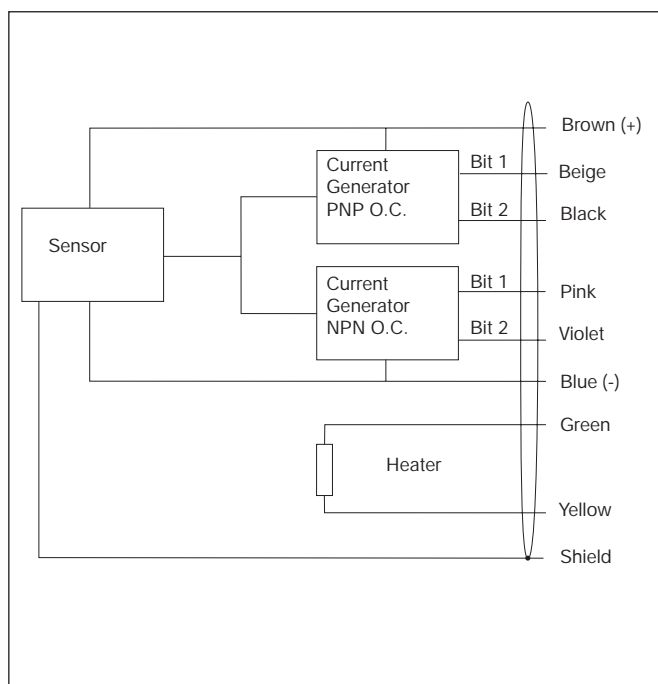 Brown (+)
Current
Generator
PNP O.C.
Bit 1
Beige
Bit 2
Black
Sensor
Current
Generator
NPN O.C.
Bit 1
Pink
Bit 2
Violet
Blue (-)
Green
Heater
Yellow
Shield